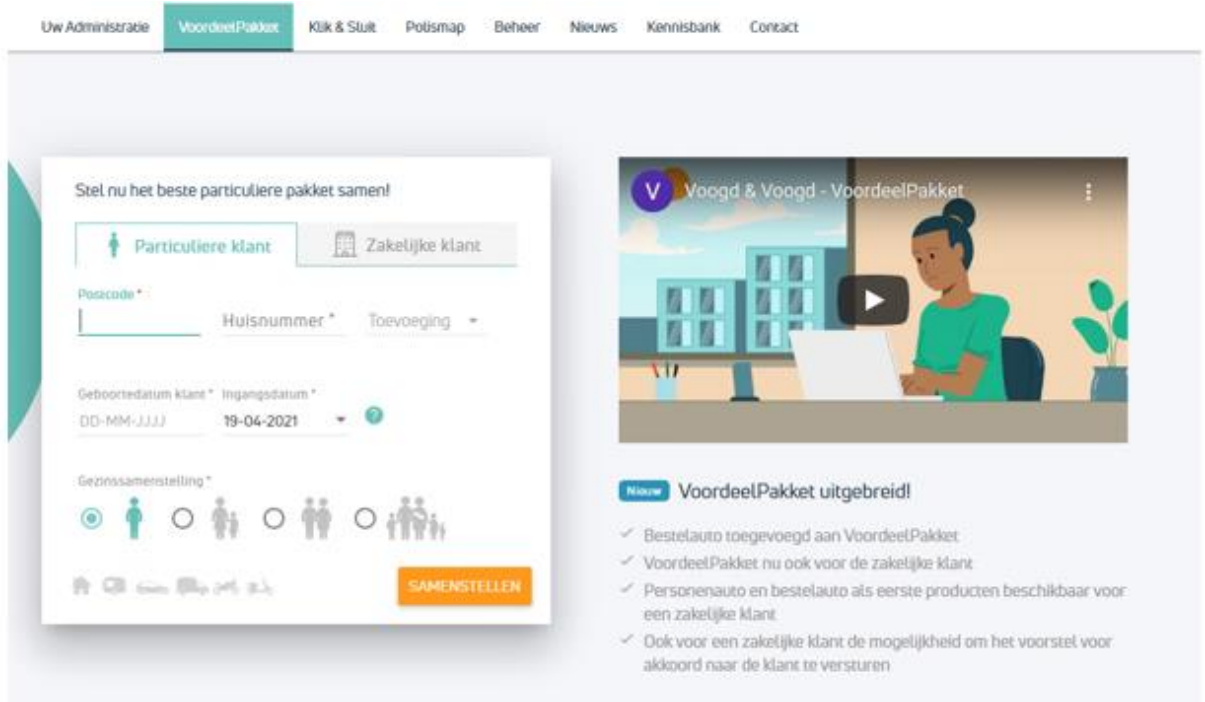 Uw Administratie VoordeelPakket Klik & Sluit Polismap Beheer Nieuws Kennisbank Contact
Stel nu het beste particuliere pakket samen!
Particuliere klant Zakelijke klant
Postcode *
Huisnummer * Toevoeging
Geboortedatum klant * Ingangsdatum *
DD-MM-JJJJ 19-04-2021 ?
Gezinssamenstelling *
SAMENSTELLEN
V Voogd & Voogd - VoordeelPakket
Nieuw VoordeelPakket uitgebreid!
Bestelauto toegevoegd aan VoordeelPakket
VoordeelPakket nu ook voor de zakelijke klant
Personenauto en bestelauto als eerste producten beschikbaar voor
een zakelijke klant
Ook voor een zakelijke klant de mogelijkheid om het voorstel voor
akkoord naar de klant te versturen